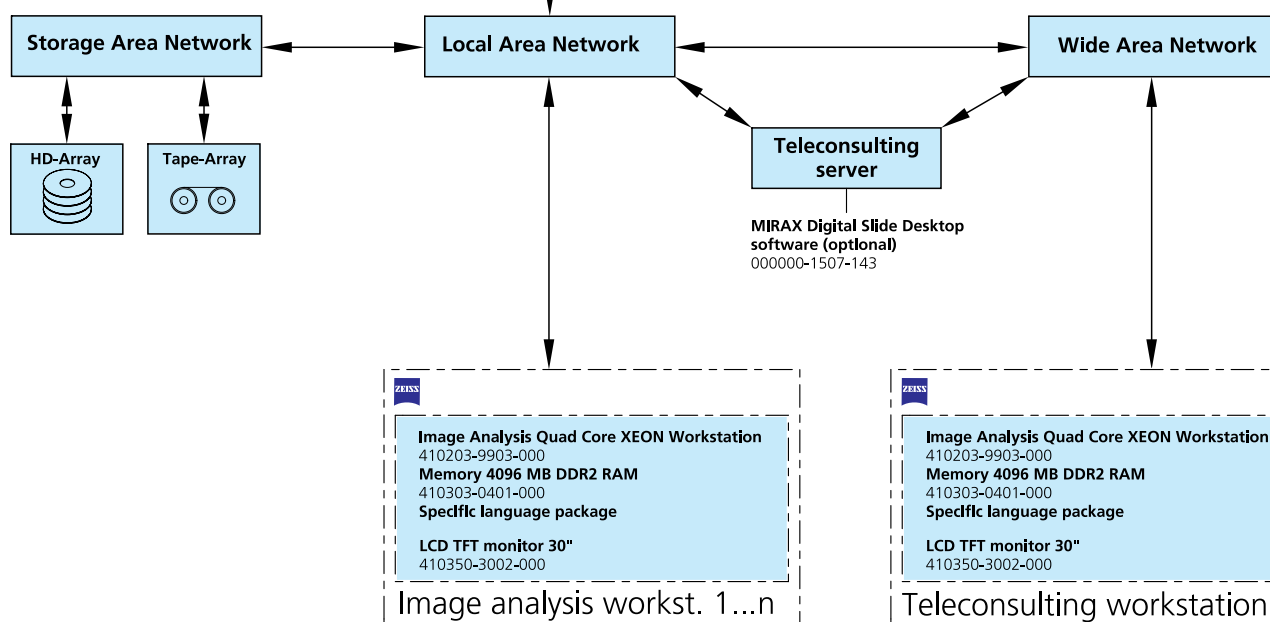 Storage Area Network
Local Area Network
Wide Area Network
HD-Array
Tape-Array
Teleconsulting
server
MIRAX Digital Slide Desktop
software (optional)
000000-1507-143
ZEISS
Image Analysis Quad Core XEON Workstation
410203-9903-000
Memory 4096 MB DDR2 RAM
410303-0401-000
Specific language package
LCD TFT monitor 30"
410350-3002-000
Image analysis workst. 1...n
ZEISS
Image Analysis Quad Core XEON Workstation
410203-9903-000
Memory 4096 MB DDR2 RAM
410303-0401-000
Specific language package
LCD TFT monitor 30"
410350-3002-000
Teleconsulting workstation